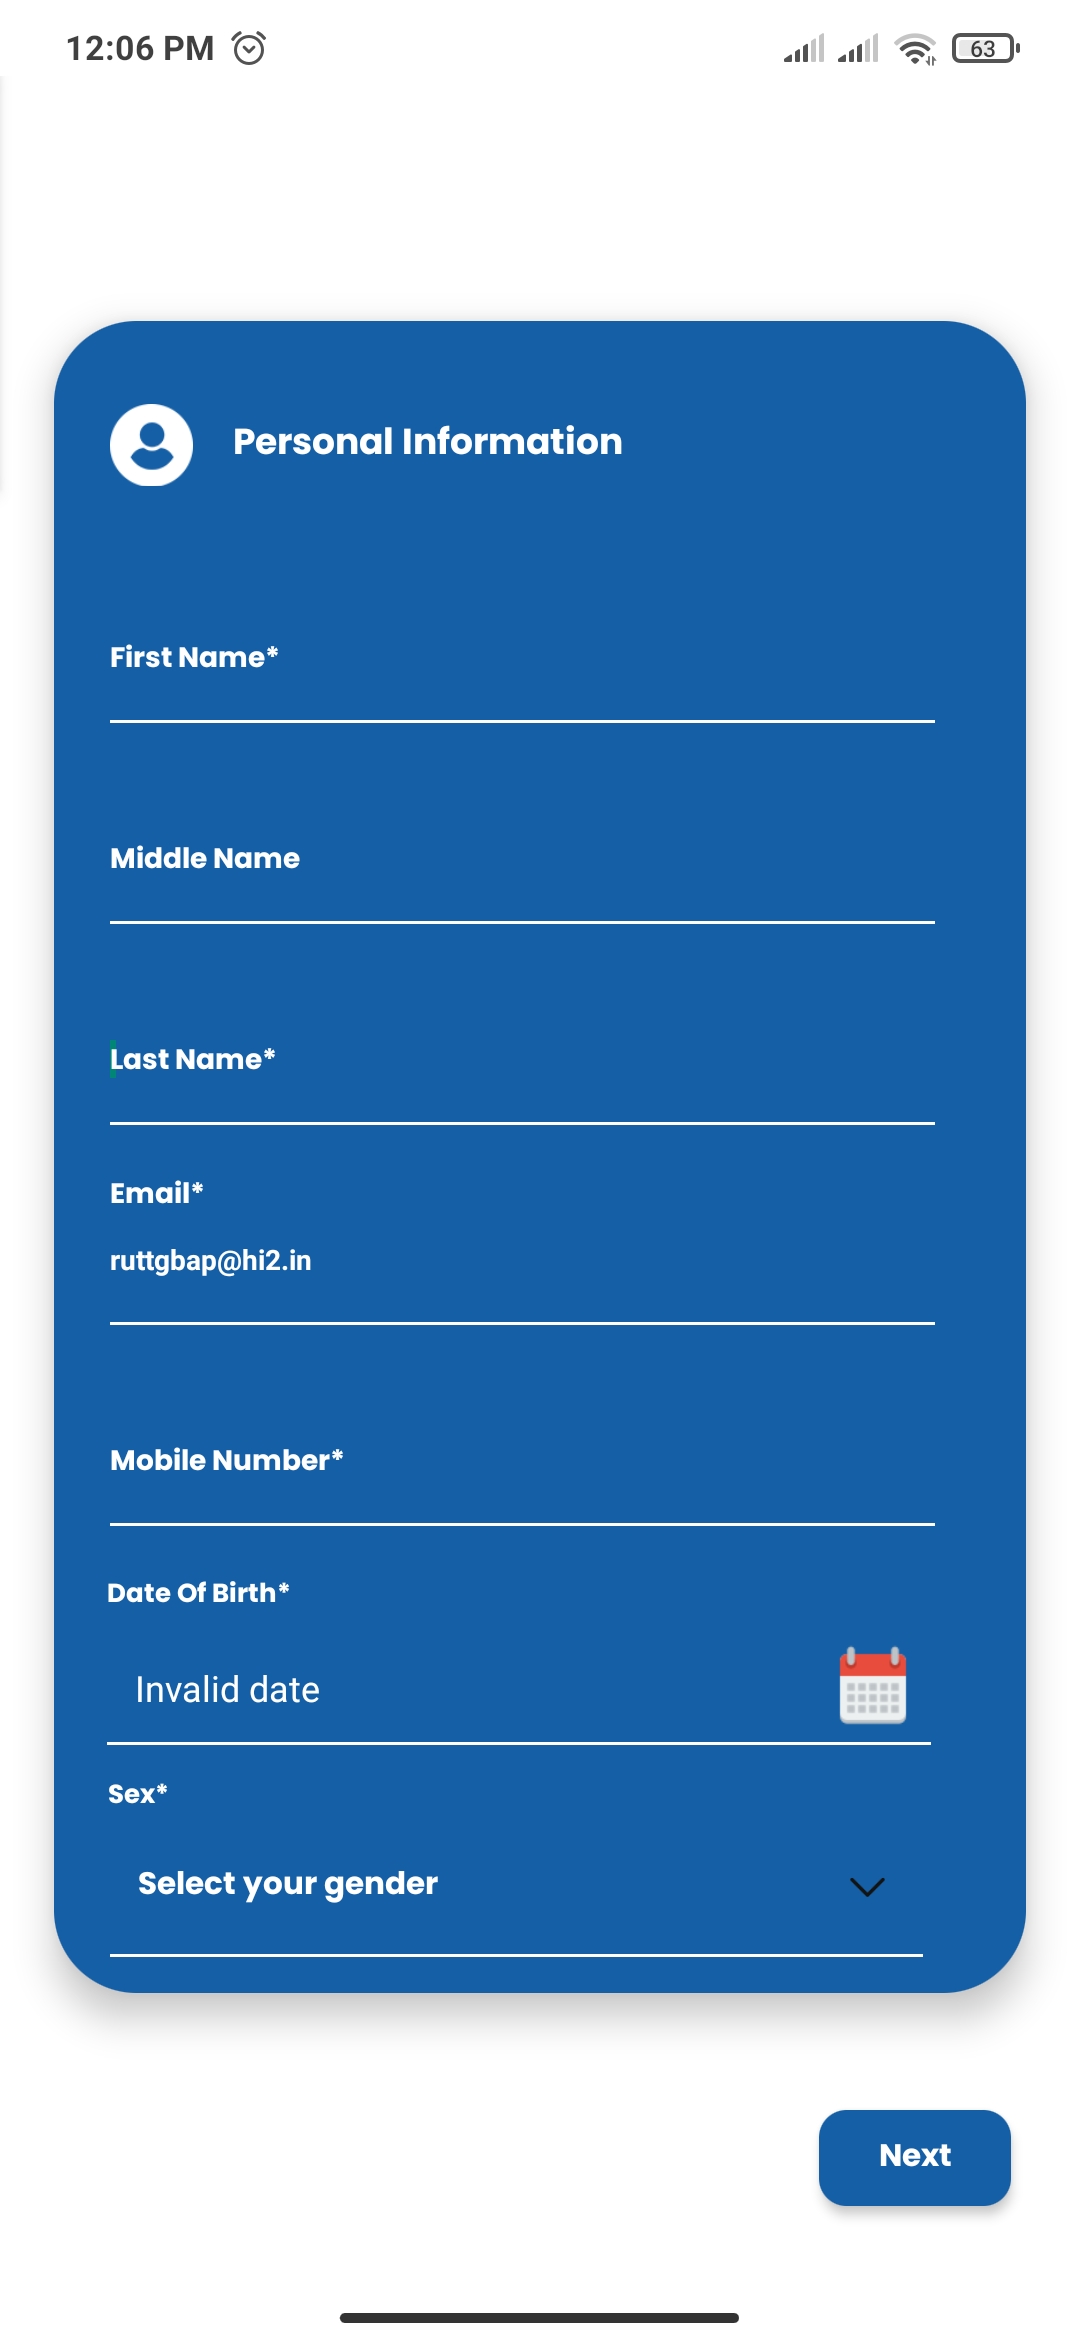 12:06 PM
63
Personal Information
First Name*
Middle Name
Last Name*
Email*
ruttgbap@hi2.in
Mobile Number*
Date Of Birth*
Invalid date
Sex*
Select your gender
Next